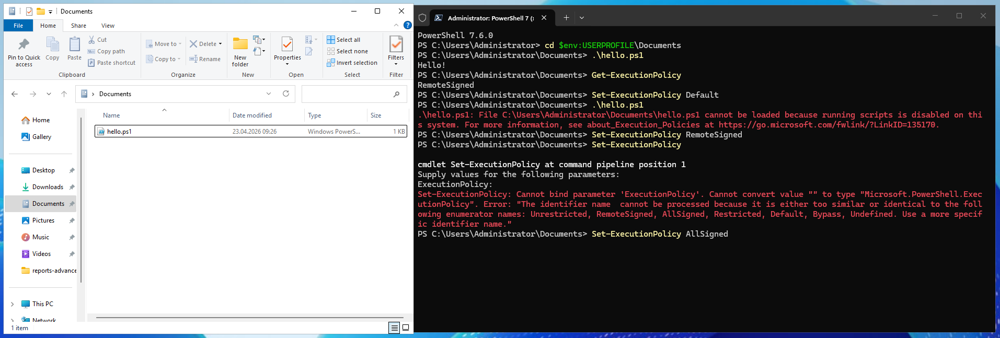 Documents
File Home Share View
Pin to Quick access
Copy
Paste
Cut
Copy path
Paste shortcut
Clipboard
Move to
Copy to
Delete
Rename
Organize
New folder
New
Properties
Open
Select all
Select none
Invert selection
Select
Filters
Filter
Documents
Home
Gallery
Desktop
Downloads
Documents
Pictures
Music
Videos
reports-advance
This PC
Network
Name Date modified Type Size
hello.ps1 23.04.2026 09:26 Windows PowerS... 1 KB
1 item
Administrator: PowerShell 7 (
PowerShell 7.6.0
PS C:\Users\Administrator> cd $env:USERPROFILE\Documents
PS C:\Users\Administrator\Documents> .\hello.ps1
Hello!
PS C:\Users\Administrator\Documents> Get-ExecutionPolicy
RemoteSigned
PS C:\Users\Administrator\Documents> Set-ExecutionPolicy Default
PS C:\Users\Administrator\Documents> .\hello.ps1
.\hello.ps1: File C:\Users\Administrator\Documents\hello.ps1 cannot be loaded because running scripts is disabled on thi
s system. For more information, see about_Execution_Policies at https://go.microsoft.com/fwlink/?LinkID=135170.
PS C:\Users\Administrator\Documents> Set-ExecutionPolicy RemoteSigned
PS C:\Users\Administrator\Documents> Set-ExecutionPolicy
cmdlet Set-ExecutionPolicy at command pipeline position 1
Supply values for the following parameters:
ExecutionPolicy:
Set-ExecutionPolicy: Cannot bind parameter 'ExecutionPolicy'. Cannot convert value "" to type "Microsoft.PowerShell.Exec
utionPolicy". Error: "The identifier name  cannot be processed because it is either too similar or identical to the foll
owing enumerator names: Unrestricted, RemoteSigned, AllSigned, Restricted, Default, Bypass, Undefined. Use a more specif
ic identifier name."
PS C:\Users\Administrator\Documents> Set-ExecutionPolicy AllSigned